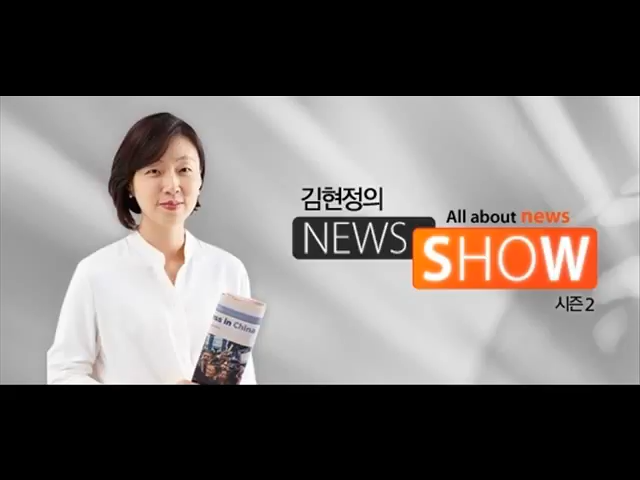 김현정의
All about news
NEWS SHOW
시즌 2
in China